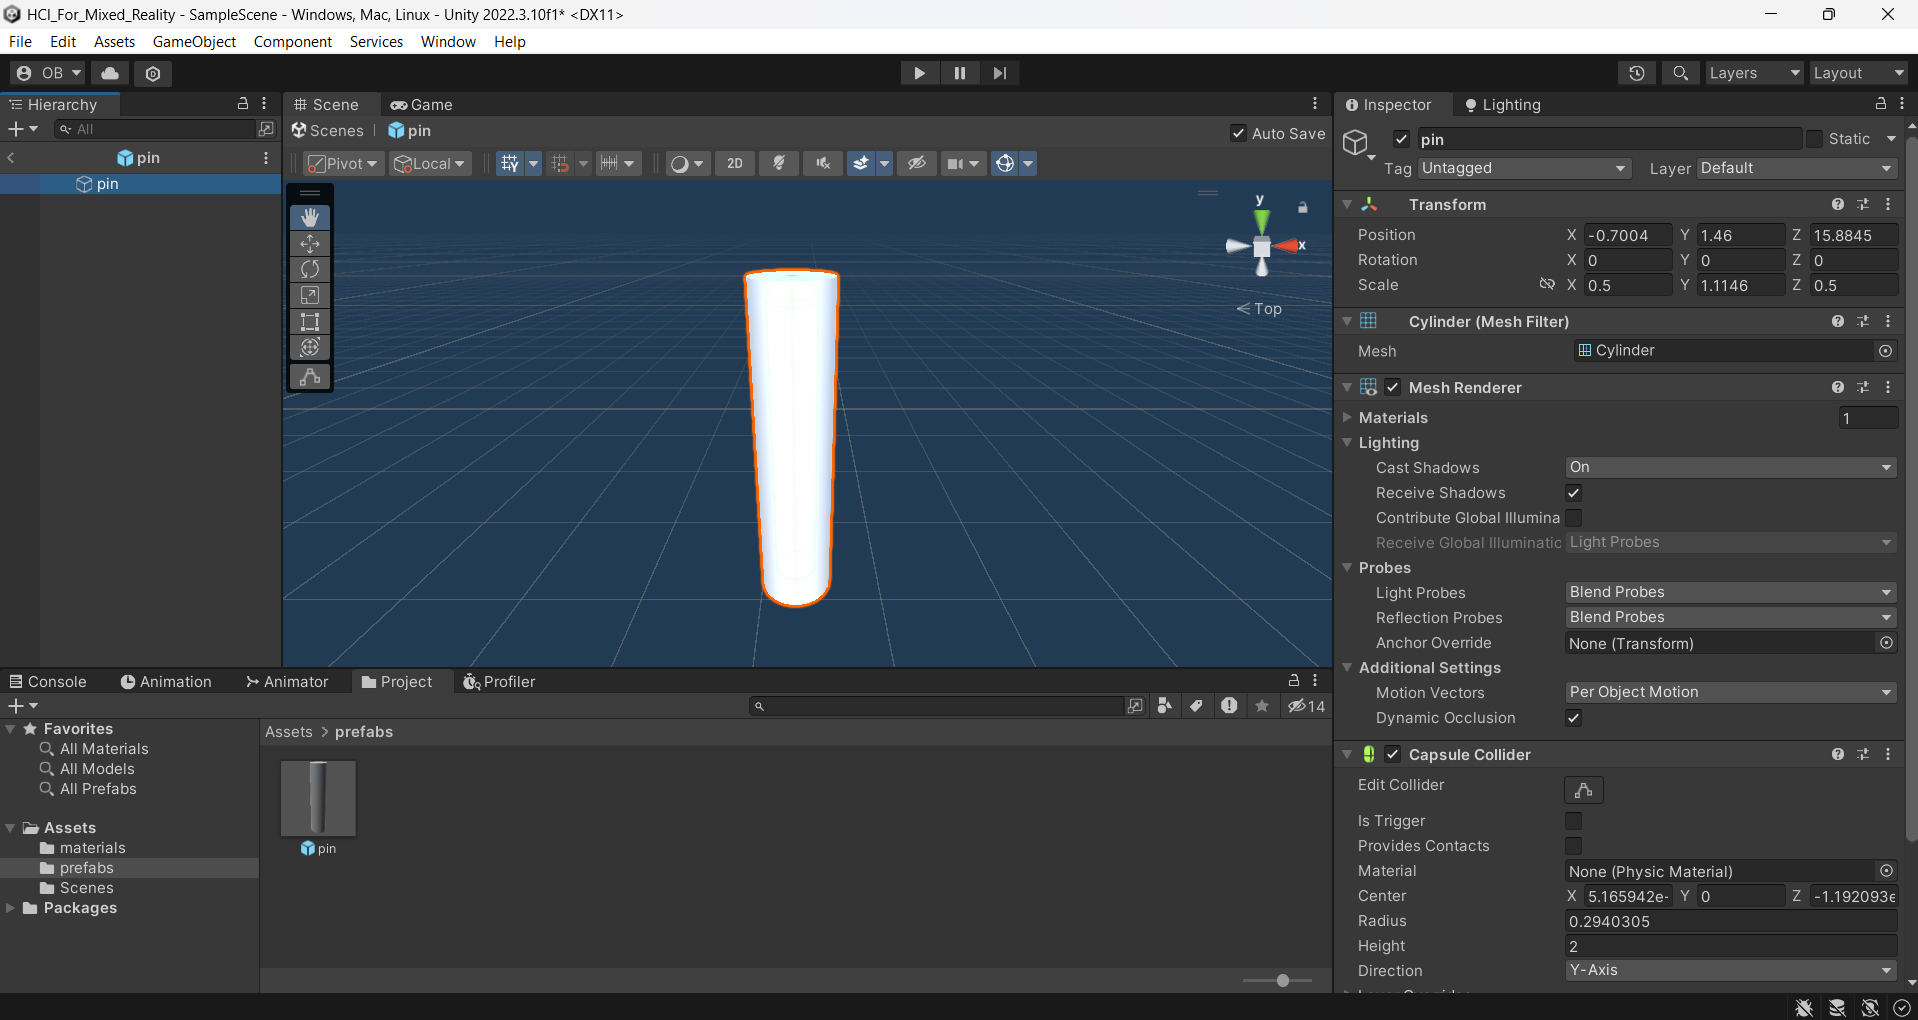 HCI_For_Mixed_Reality - SampleScene - Windows, Mac, Linux - Unity 2022.3.10f1* <DX11>
File Edit Assets GameObject Component Services Window Help
OB Layers Layout
Hierarchy
All
pin
pin
Scene Game
Scenes pin Auto Save
Pivot Local 2D
y
x
Top
Console Animation Animator Project Profiler
14
Favorites
All Materials
All Models
All Prefabs
Assets
materials
prefabs
Scenes
Packages
Assets > prefabs
pin
Inspector Lighting
pin Static
Tag Untagged Layer Default
Transform
Position X -0.7004 Y 1.46 Z 15.8845
Rotation X 0 Y 0 Z 0
Scale X 0.5 Y 1.1146 Z 0.5
Cylinder (Mesh Filter)
Mesh Cylinder
Mesh Renderer
Materials 1
Lighting
Cast Shadows On
Receive Shadows
Contribute Global Illumina
Receive Global Illuminatic Light Probes
Probes
Light Probes Blend Probes
Reflection Probes Blend Probes
Anchor Override None (Transform)
Additional Settings
Motion Vectors Per Object Motion
Dynamic Occlusion
Capsule Collider
Edit Collider
Is Trigger
Provides Contacts
Material None (Physic Material)
Center X 5.165942e- Y 0 Z -1.192093e
Radius 0.2940305
Height 2
Direction Y-Axis